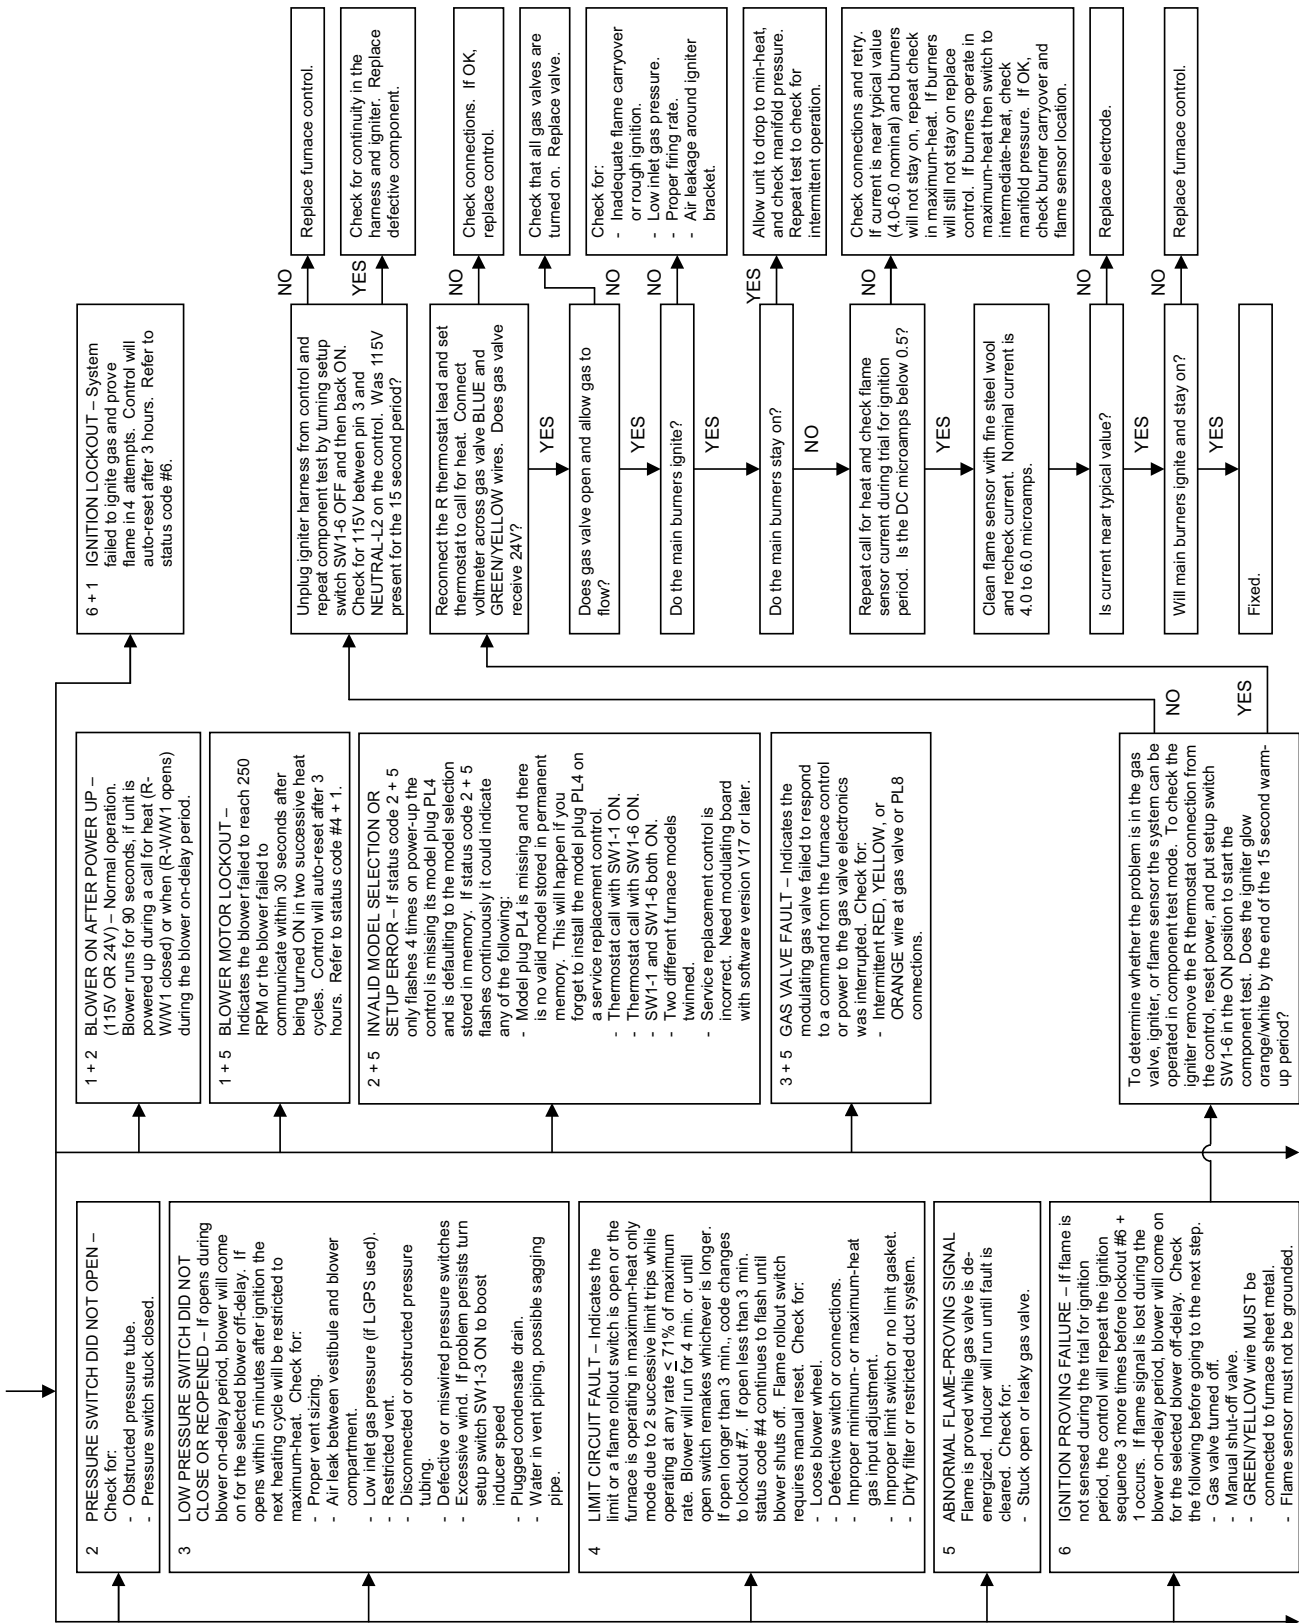 2 PRESSURE SWITCH DID NOT OPEN –
Check for:
- Obstructed pressure tube.
- Pressure switch stuck closed.
3 LOW PRESSURE SWITCH DID NOT
CLOSE OR REOPENED – If opens during
blower on-delay period, blower will come
on for the selected blower off-delay. If
opens within 5 minutes after ignition the
next heating cycle will be restricted to
maximum-heat. Check for:
- Proper vent sizing.
- Air leak between vestibule and blower
compartment.
- Low inlet gas pressure (if LGPS used).
- Restricted vent.
- Disconnected or obstructed pressure
tubing.
- Defective or miswired pressure switches
- Excessive wind. If problem persists turn
setup switch SW1-3 ON to boost
inducer speed
- Plugged condensate drain.
- Water in vent piping, possible sagging
pipe.
4 LIMIT CIRCUIT FAULT – Indicates the
limit or a flame rollout switch is open or the
furnace is operating in maximum-heat only
mode due to 2 successive limit trips while
operating at any rate ≤ 71% of maximum
rate. Blower will run for 4 min. or until
open switch remakes whichever is longer.
If open longer than 3 min., code changes
to lockout #7. If open less than 3 min.
status code #4 continues to flash until
blower shuts off. Flame rollout switch
requires manual reset. Check for:
- Loose blower wheel.
- Defective switch or connections.
- Improper minimum- or maximum-heat
gas input adjustment.
- Improper limit switch or no limit gasket.
- Dirty filter or restricted duct system.
5 ABNORMAL FLAME-PROVING SIGNAL
Flame is proved while gas valve is de-
energized. Inducer will run until fault is
cleared. Check for:
- Stuck open or leaky gas valve.
6 IGNITION PROVING FAILURE – If flame is
not sensed during the trial for ignition
period, the control will repeat the ignition
sequence 3 more times before lockout #6 +
1 occurs. If flame signal is lost during the
blower on-delay period, blower will come on
for the selected blower off-delay. Check
the following before going to the next step.
- Gas valve turned off.
- Manual shut-off valve.
- GREEN/YELLOW wire MUST be
connected to furnace sheet metal.
- Flame sensor must not be grounded.
1 + 2 BLOWER ON AFTER POWER UP –
(115V OR 24V) – Normal operation.
Blower runs for 90 seconds, if unit is
powered up during a call for heat (R-
W/W1 closed) or when (R-W/W1 opens)
during the blower on-delay period.
1 + 5 BLOWER MOTOR LOCKOUT –
Indicates the blower failed to reach 250
RPM or the blower failed to
communicate within 30 seconds after
being turned ON in two successive heat
cycles. Control will auto-reset after 3
hours. Refer to status code #4 + 1.
2 + 5 INVALID MODEL SELECTION OR
SETUP ERROR – If status code 2 + 5
only flashes 4 times on power-up the
control is missing its model plug PL4
and is defaulting to the model selection
stored in memory. If status code 2 + 5
flashes continuously it could indicate
any of the following:
- Model plug PL4 is missing and there
is no valid model stored in permanent
memory. This will happen if you
forget to install the model plug PL4 on
a service replacement control.
- Thermostat call with SW1-1 ON.
- Thermostat call with SW1-6 ON.
- SW1-1 and SW1-6 both ON.
- Two different furnace models
twinned.
- Service replacement control is
incorrect. Need modulating board
with software version V17 or later.
3 + 5 GAS VALVE FAULT – Indicates the
modulating gas valve failed to respond
to a command from the furnace control
or power to the gas valve electronics
was interrupted. Check for:
- Intermittent RED, YELLOW, or
ORANGE wire at gas valve or PL8
connections.
To determine whether the problem is in the gas
valve, igniter, or flame sensor the system can be
operated in component test mode. To check the
igniter remove the R thermostat connection from
the control, reset power, and put setup switch
SW1-6 in the ON position to start the
component test. Does the igniter glow
orange/white by the end of the 15 second warm-
up period?
NO
YES
6 + 1 IGNITION LOCKOUT – System
failed to ignite gas and prove
flame in 4 attempts. Control will
auto-reset after 3 hours. Refer to
status code #6.
Unplug igniter harness from control and
repeat component test by turning setup
switch SW1-6 OFF and then back ON.
Check for 115V between pin 3 and
NEUTRAL-L2 on the control. Was 115V
present for the 15 second period?
NO
Replace furnace control.
YES
Check for continuity in the
harness and igniter. Replace
defective component.
Reconnect the R thermostat lead and set
thermostat to call for heat. Connect
voltmeter across gas valve BLUE and
GREEN/YELLOW wires. Does gas valve
receive 24V?
NO
Check connections. If OK,
replace control.
YES
Does gas valve open and allow gas to
flow?
NO
Check that all gas valves are
turned on. Replace valve.
YES
Do the main burners ignite?
NO
Check for:
- Inadequate flame carryover
or rough ignition.
- Low inlet gas pressure.
- Proper firing rate.
- Air leakage around igniter
bracket.
YES
Do the main burners stay on?
YES
Allow unit to drop to min-heat,
and check manifold pressure.
Repeat test to check for
intermittent operation.
NO
Repeat call for heat and check flame
sensor current during trial for ignition
period. Is the DC microamps below 0.5?
NO
Check connections and retry.
If current is near typical value
(4.0-6.0 nominal) and burners
will not stay on, repeat check
in maximum-heat. If burners
will still not stay on replace
control. If burners operate in
maximum-heat then switch to
intermediate-heat, check
manifold pressure. If OK,
check burner carryover and
flame sensor location.
YES
Clean flame sensor with fine steel wool
and recheck current. Nominal current is
4.0 to 6.0 microamps.
Is current near typical value?
NO
Replace electrode.
YES
Will main burners ignite and stay on?
NO
Replace furnace control.
YES
Fixed.